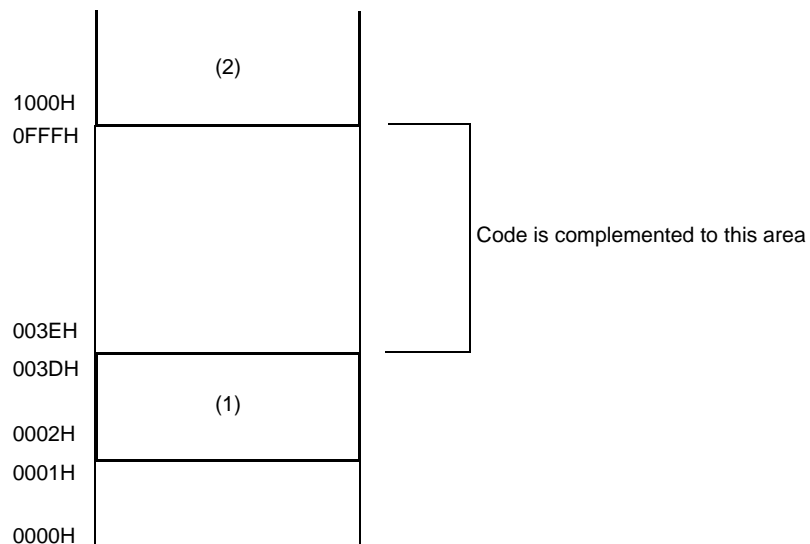 (2)
1000H
0FFFH
Code is complemented to this area
003EH
003DH
(1)
0002H
0001H
0000H